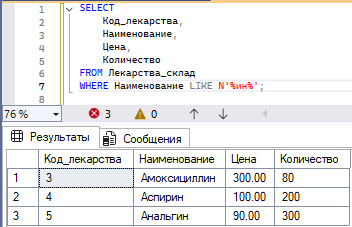 1 SELECT
2 Код_лекарства,
3 Наименование,
4 Цена,
5 Количество
6 FROM Лекарства_склад
7 WHERE Наименование LIKE N'%ин%';
8
76 % 3 0
Результаты Сообщения
Код_лекарства Наименование Цена Количество
1 3 Амоксициллин 300.00 80
2 4 Аспирин 100.00 200
3 5 Анальгин 90.00 300